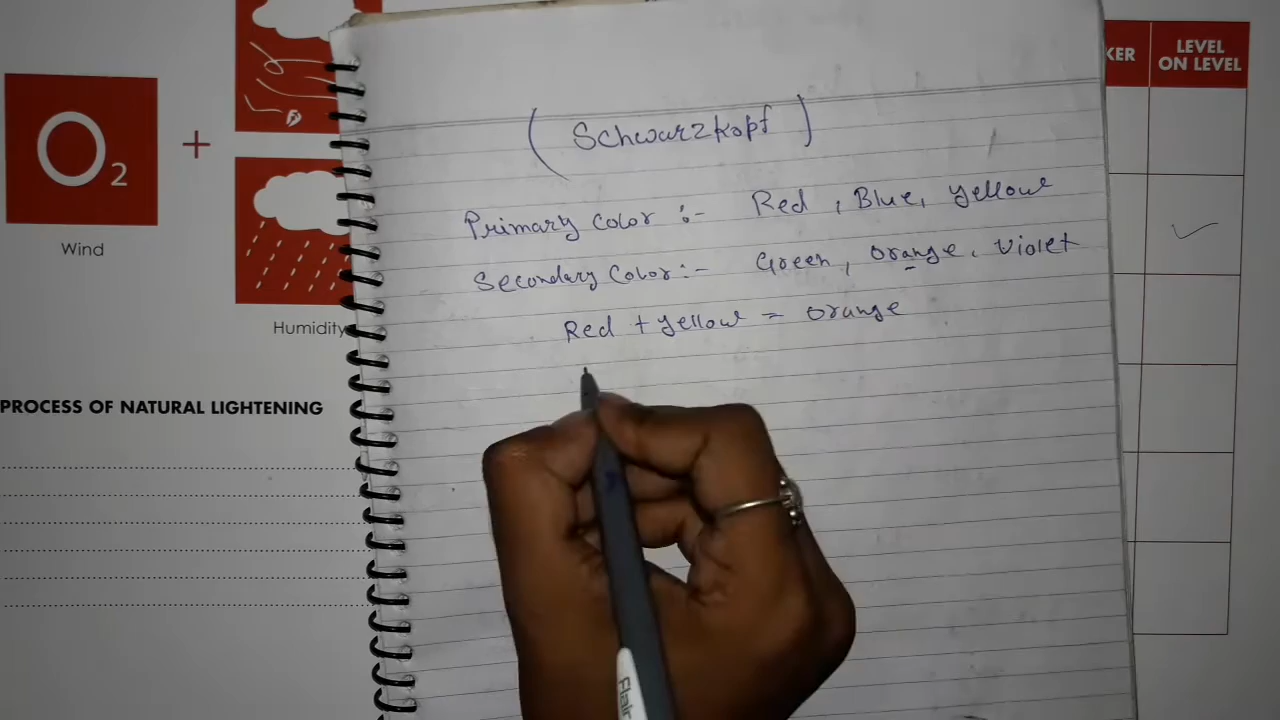 KER
LEVEL
ON LEVEL
O2
+
Wind
Humidity
PROCESS OF NATURAL LIGHTENING
(Schwarzkopf)
Primary Color :- Red, Blue, yellow
Secondary Color:- Green, Orange, Violet
Red + yellow = Orange
Flair